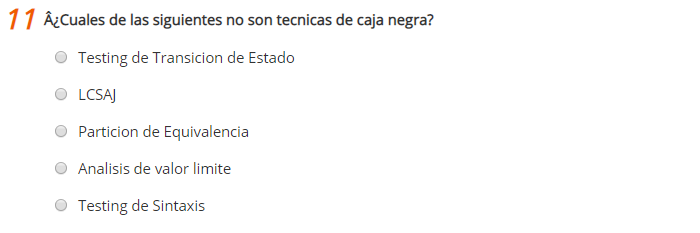 11 Â¿Cuales de las siguientes no son tecnicas de caja negra?
Testing de Transicion de Estado
LCSAJ
Particion de Equivalencia
Analisis de valor limite
Testing de Sintaxis